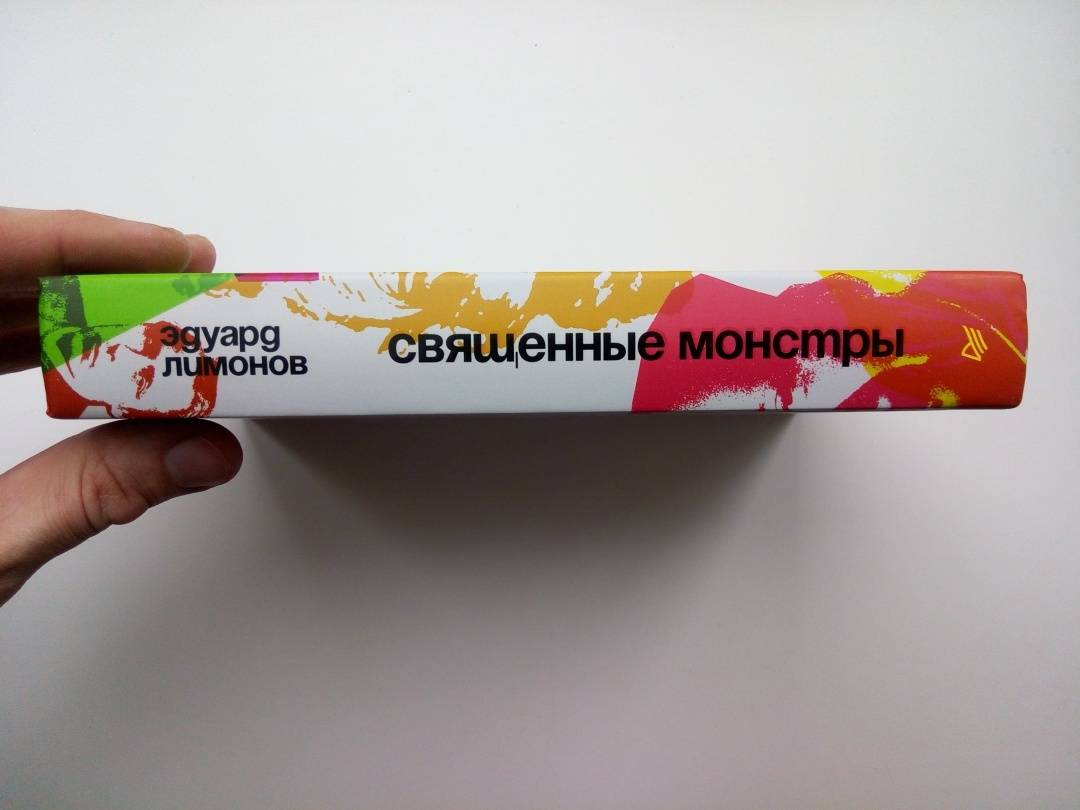 эдуард
лимонов
священные монстры